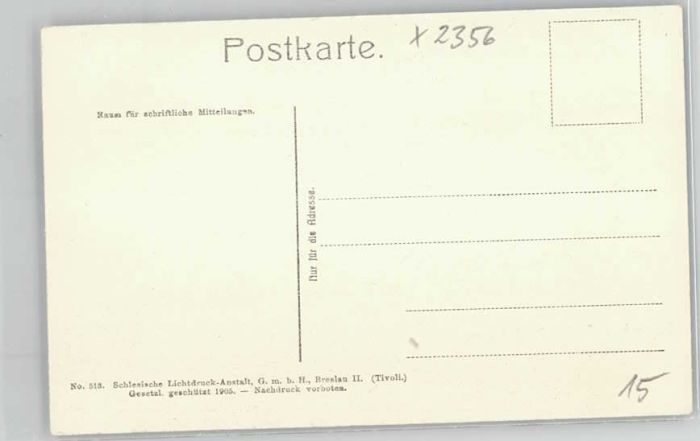 Postkarte. x 2356
Raum für schriftliche Mitteilungen.
Nur für die Adresse.
No. 513. Schlesische Lichtdruck-Anstalt, G. m. b. H., Breslau II. (Tivoli.)
Gesetzl. geschützt 1905. — Nachdruck verboten.
15